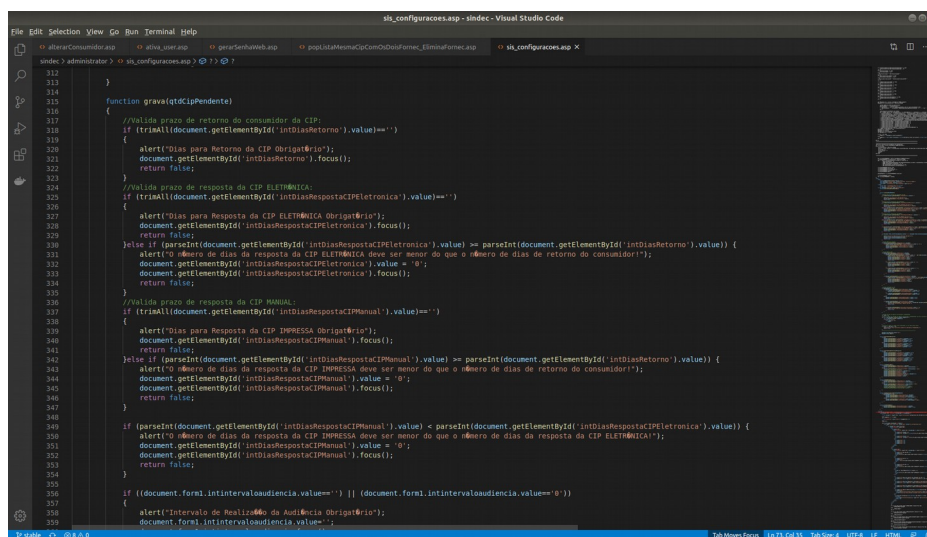 sis_configuracoes.asp - sindec - Visual Studio Code
File Edit Selection View Go Run Terminal Help
alterarConsumidor.asp ativa_user.asp gerarSenhaWeb.asp popListaMesmaCipComOsDoisFornec_EliminaFornec.asp sis_configuracoes.asp ×
sindec > administrator > sis_configuracoes.asp > ? > ?
312
313 }
314
315 function grava(qtdCipPendente)
316 {
317 //Valida prazo de retorno do consumidor da CIP:
318 if (trimAll(document.getElementById('intDiasRetorno').value)=='')
319 {
320 alert("Dias para Retorno da CIP Obrigat�rio");
321 document.getElementById('intDiasRetorno').focus();
322 return false;
323 }
324 //Valida prazo de resposta da CIP ELETR�NICA:
325 if (trimAll(document.getElementById('intDiasRespostaCIPEletronica').value)=='')
326 {
327 alert("Dias para Resposta da CIP ELETR�NICA Obrigat�rio");
328 document.getElementById('intDiasRespostaCIPEletronica').focus();
329 return false;
330 }else if (parseInt(document.getElementById('intDiasRespostaCIPEletronica').value) >= parseInt(document.getElementById('intDiasRetorno').value)) {
331 alert("O n�mero de dias da resposta da CIP ELETR�NICA deve ser menor do que o n�mero de dias de retorno do consumidor!");
332 document.getElementById('intDiasRespostaCIPEletronica').value = '0';
333 document.getElementById('intDiasRespostaCIPEletronica').focus();
334 return false;
335 }
336 //Valida prazo de resposta da CIP MANUAL:
337 if (trimAll(document.getElementById('intDiasRespostaCIPManual').value)=='')
338 {
339 alert("Dias para Resposta da CIP IMPRESSA Obrigat�rio");
340 document.getElementById('intDiasRespostaCIPManual').focus();
341 return false;
342 }else if (parseInt(document.getElementById('intDiasRespostaCIPManual').value) >= parseInt(document.getElementById('intDiasRetorno').value)) {
343 alert("O n�mero de dias da resposta da CIP IMPRESSA deve ser menor do que o n�mero de dias de retorno do consumidor!");
344 document.getElementById('intDiasRespostaCIPManual').value = '0';
345 document.getElementById('intDiasRespostaCIPManual').focus();
346 return false;
347 }
348
349 if (parseInt(document.getElementById('intDiasRespostaCIPManual').value) < parseInt(document.getElementById('intDiasRespostaCIPEletronica').value)) {
350 alert("O n�mero de dias da resposta da CIP IMPRESSA deve ser menor do que o n�mero de dias da resposta da CIP ELETR�NICA!");
351 document.getElementById('intDiasRespostaCIPManual').value = '0';
352 document.getElementById('intDiasRespostaCIPManual').focus();
353 return false;
354 }
355
356 if ((document.form1.intintervaloaudiencia.value=='') || (document.form1.intintervaloaudiencia.value=='0'))
357 {
358 alert("Intervalo de Realiza��o da Audi�ncia Obrigat�rio");
359 document.form1.intintervaloaudiencia.value='';
stable 0 8 0 Tab Moves Focus Ln 73, Col 35 Tab Size: 4 UTF-8 LF HTML